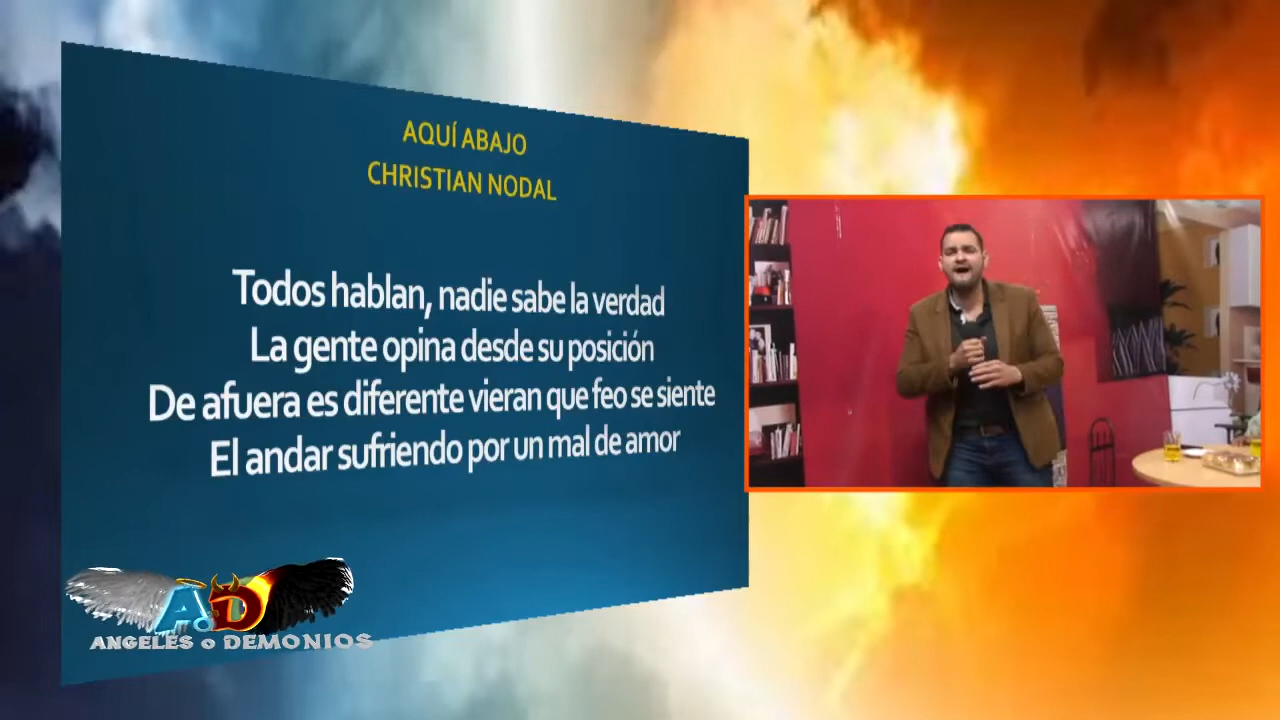 AQUÍ ABAJO
CHRISTIAN NODAL
Todos hablan, nadie sabe la verdad
La gente opina desde su posición
De afuera es diferente vieran que feo se siente
El andar sufriendo por un mal de amor
AoD
ANGELES o DEMONIOS